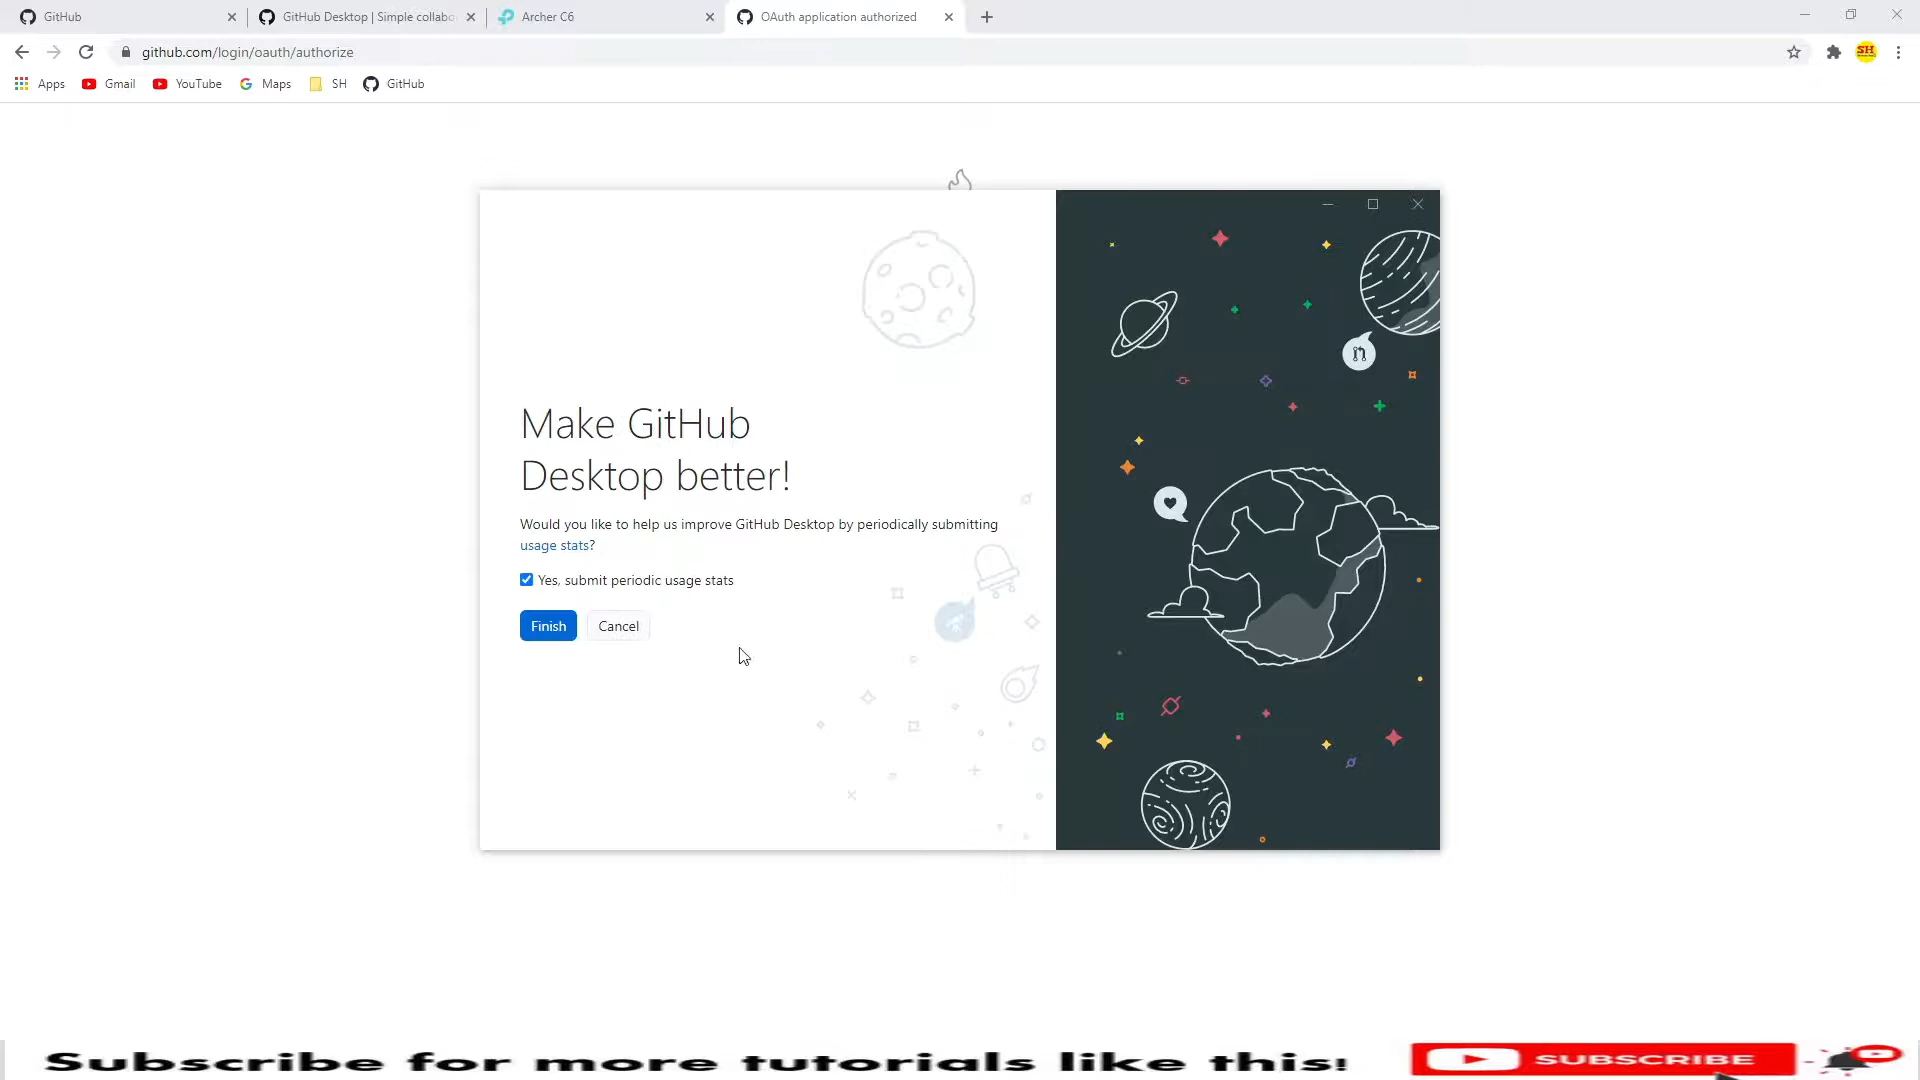 GitHub
GitHub Desktop | Simple collabo
Archer C6
OAuth application authorized
github.com/login/oauth/authorize
SH
Apps
Gmail
YouTube
Maps
SH
GitHub
Make GitHub
Desktop better!
Would you like to help us improve GitHub Desktop by periodically submitting
usage stats?
Yes, submit periodic usage stats
Finish
Cancel
Subscribe for more tutorials like this!
SUBSCRIBE